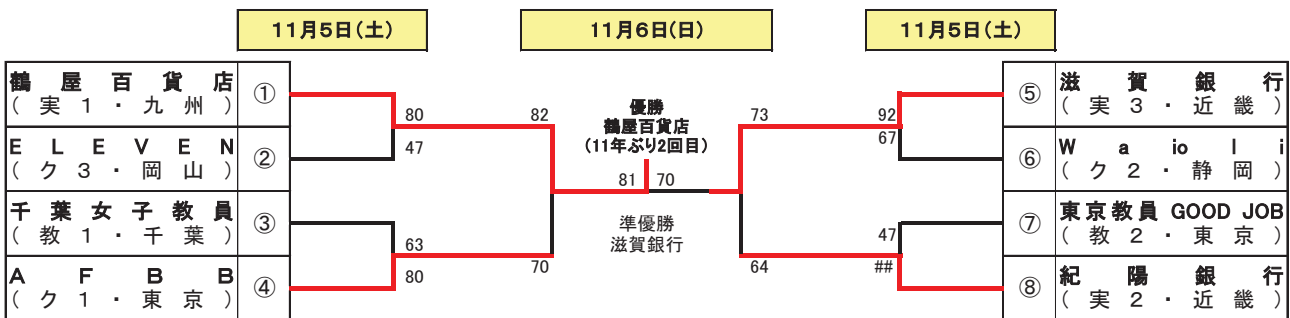 11月5日(土)
11月6日(日)
11月5日(土)
鶴屋百貨店
(実1・九州)
①
ELEVEN
(ク3・岡山)
②
千葉女子教員
(教1・千葉)
③
AFBB
(ク1・東京)
④
80
47
63
80
82
70
優勝
鶴屋百貨店
(11年ぶり2回目)
81
70
準優勝
滋賀銀行
73
64
92
67
47
##
⑤
滋賀銀行
(実3・近畿)
⑥
Waioli
(ク2・静岡)
⑦
東京教員 GOOD JOB
(教2・東京)
⑧
紀陽銀行
(実2・近畿)